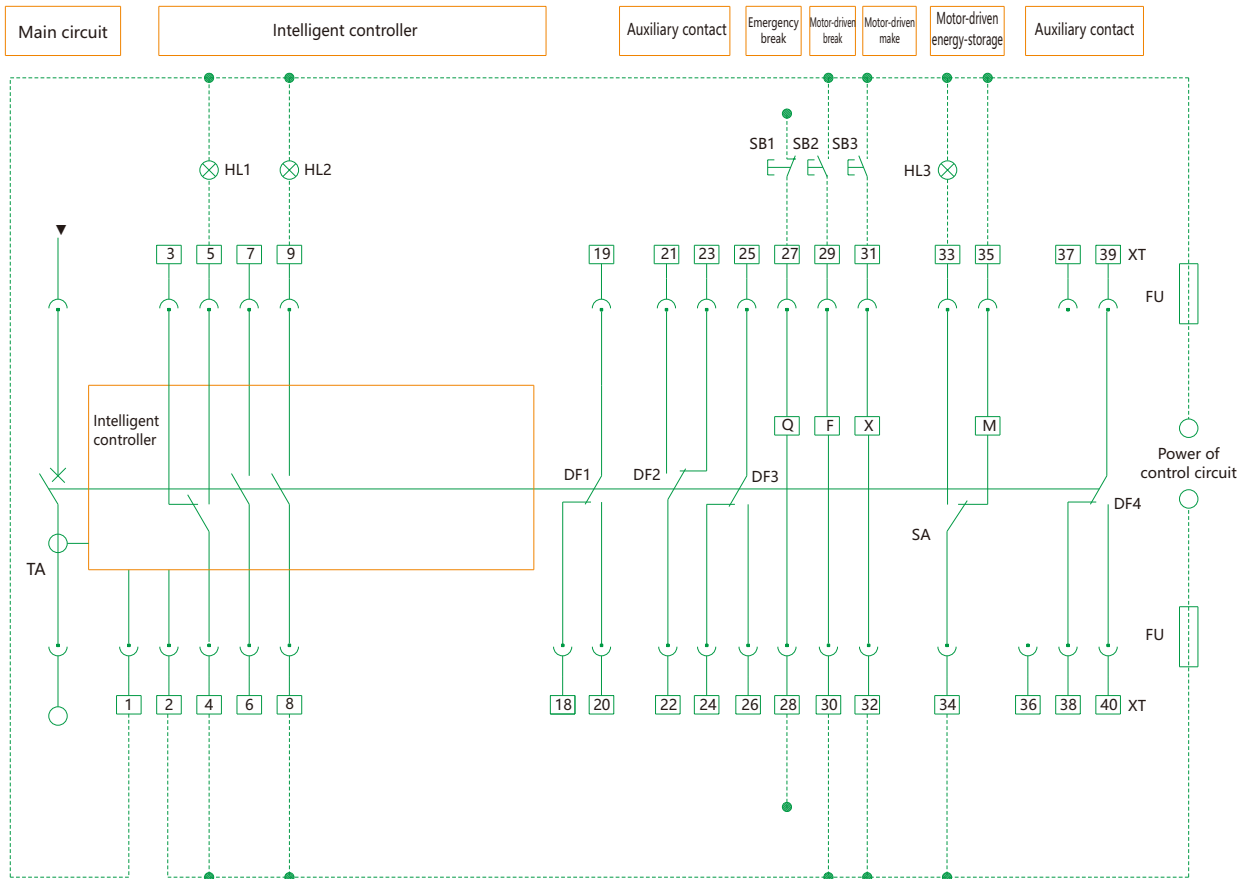 Main circuit
Intelligent controller
Auxiliary contact
Emergency
break
Motor-driven
break
Motor-driven
make
Motor-driven
energy-storage
Auxiliary contact
SB1
SB2
SB3
HL1
HL2
HL3
3
5
7
9
19
21
23
25
27
29
31
33
35
37
39
XT
FU
Intelligent
controller
Q
F
X
M
Power of
control circuit
DF1
DF2
DF3
DF4
SA
TA
FU
1
2
4
6
8
18
20
22
24
26
28
30
32
34
36
38
40
XT